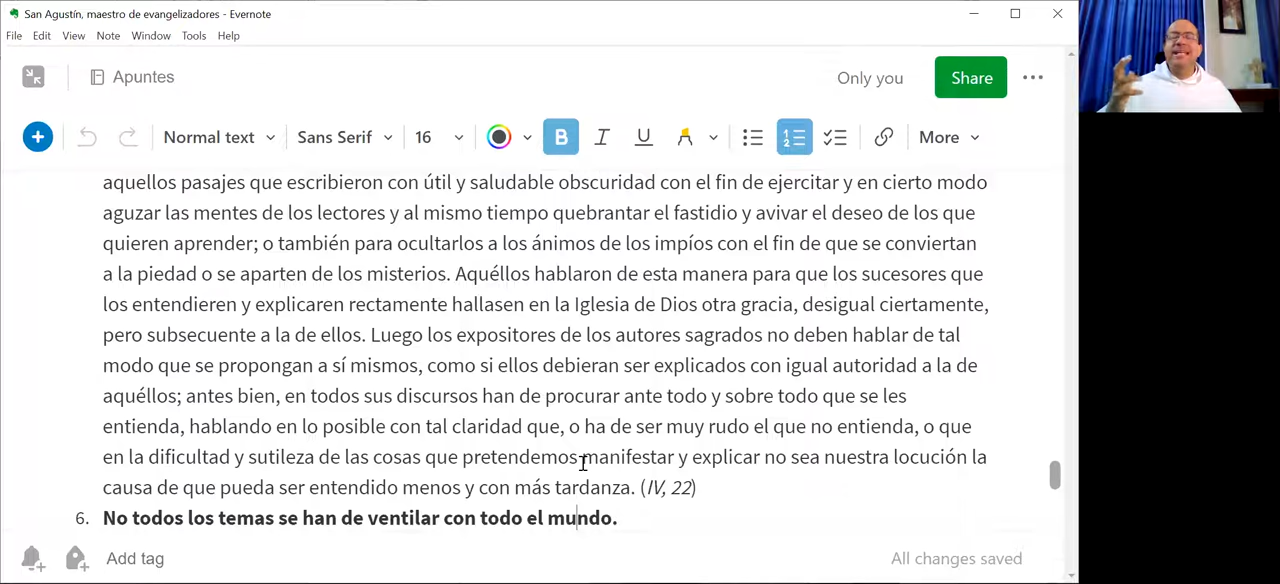 San Agustín, maestro de evangelizadores - Evernote
File Edit View Note Window Tools Help
Apuntes
Only you
Share
Normal text
Sans Serif
16
B
I
U
More
aquellos pasajes que escribieron con útil y saludable obscuridad con el fin de ejercitar y en cierto modo
aguzar las mentes de los lectores y al mismo tiempo quebrantar el fastidio y avivar el deseo de los que
quieren aprender; o también para ocultarlos a los ánimos de los impíos con el fin de que se conviertan
a la piedad o se aparten de los misterios. Aquéllos hablaron de esta manera para que los sucesores que
los entendieren y explicaren rectamente hallasen en la Iglesia de Dios otra gracia, desigual ciertamente,
pero subsecuente a la de ellos. Luego los expositores de los autores sagrados no deben hablar de tal
modo que se propongan a sí mismos, como si ellos debieran ser explicados con igual autoridad a la de
aquéllos; antes bien, en todos sus discursos han de procurar ante todo y sobre todo que se les
entienda, hablando en lo posible con tal claridad que, o ha de ser muy rudo el que no entienda, o que
en la dificultad y sutileza de las cosas que pretendemos manifestar y explicar no sea nuestra locución la
causa de que pueda ser entendido menos y con más tardanza. (IV, 22)
6. No todos los temas se han de ventilar con todo el mundo.
Add tag
All changes saved